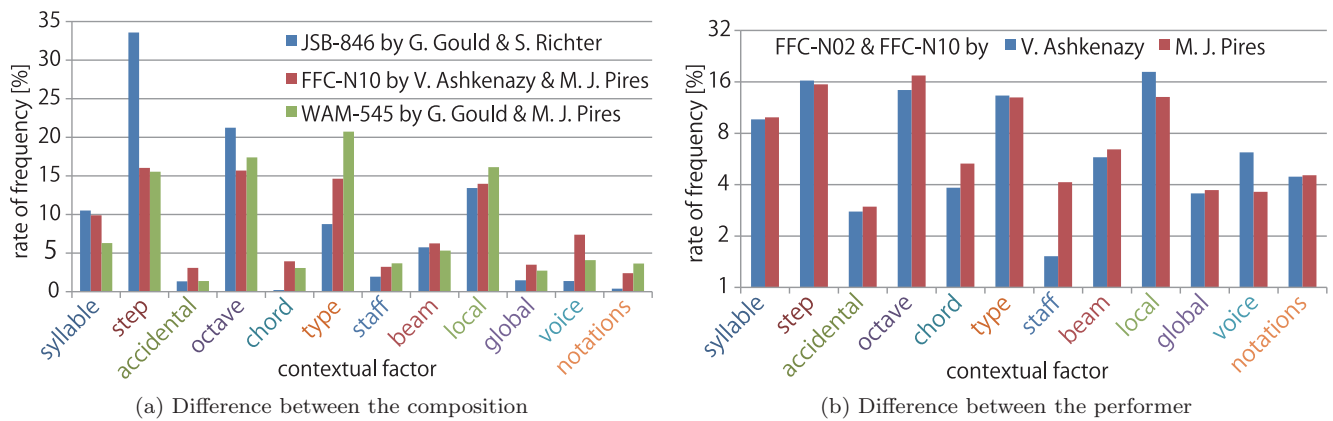 35
30
25
20
15
10
5
0
rate of frequency [%]
JSB-846 by G. Gould & S. Richter
FFC-N10 by V. Ashkenazy & M. J. Pires
WAM-545 by G. Gould & M. J. Pires
syllable
step
accidental
octave
chord
type
staff
beam
local
global
voice
notations
contextual factor
(a) Difference between the composition
32
16
8
4
2
1
rate of frequency [%]
FFC-N02 & FFC-N10 by V. Ashkenazy M. J. Pires
syllable
step
accidental
octave
chord
type
staff
beam
local
global
voice
notations
contextual factor
(b) Difference between the performer